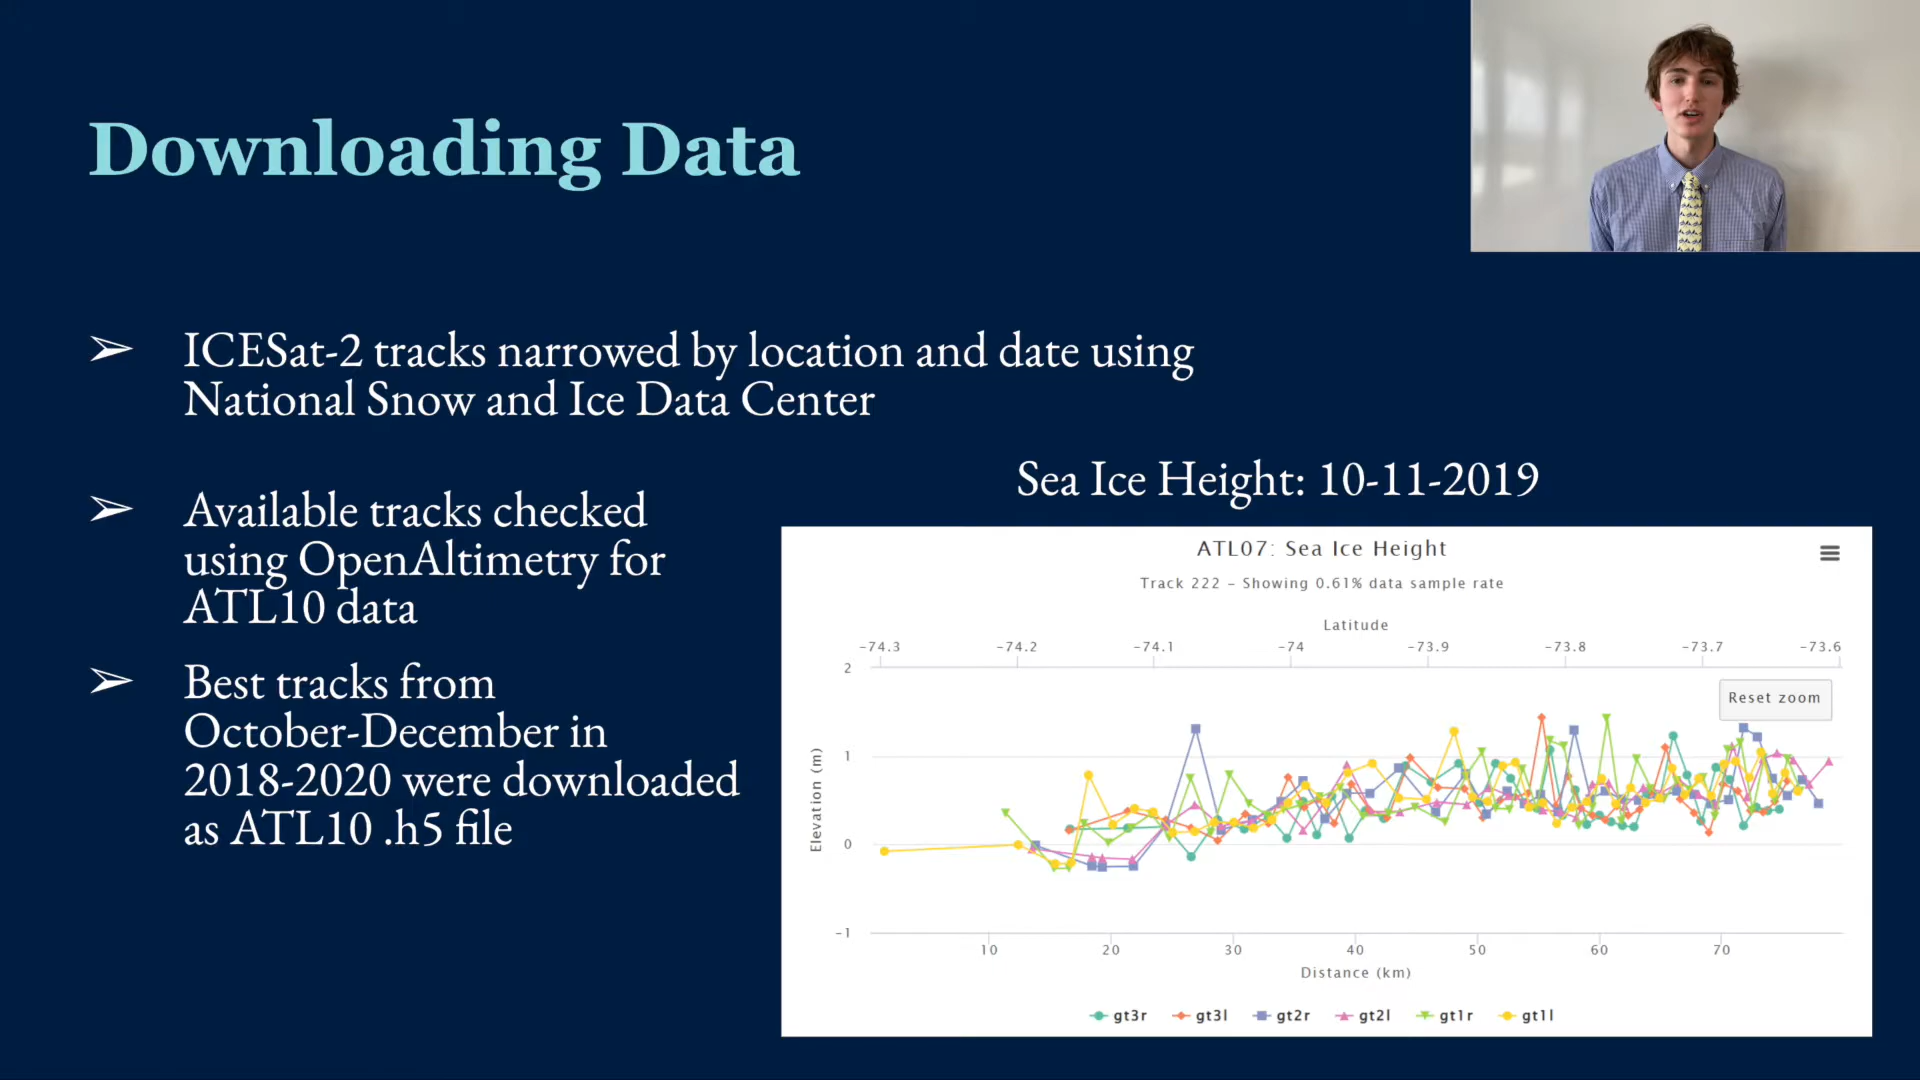 Downloading Data
➢ ICESat-2 tracks narrowed by location and date using
National Snow and Ice Data Center
➢ Available tracks checked
using OpenAltimetry for
ATL10 data
➢ Best tracks from
October-December in
2018-2020 were downloaded
as ATL10 .h5 file
Sea Ice Height: 10-11-2019
ATL07: Sea Ice Height
Track 222 – Showing 0.61% data sample rate
Latitude
-74.3 -74.2 -74.1 -74 -73.9 -73.8 -73.7 -73.6
2
Reset zoom
1
Elevation (m)
0
-1
10 20 30 40 50 60 70
Distance (km)
gt3r gt3l gt2r gt2l gt1r gt1l